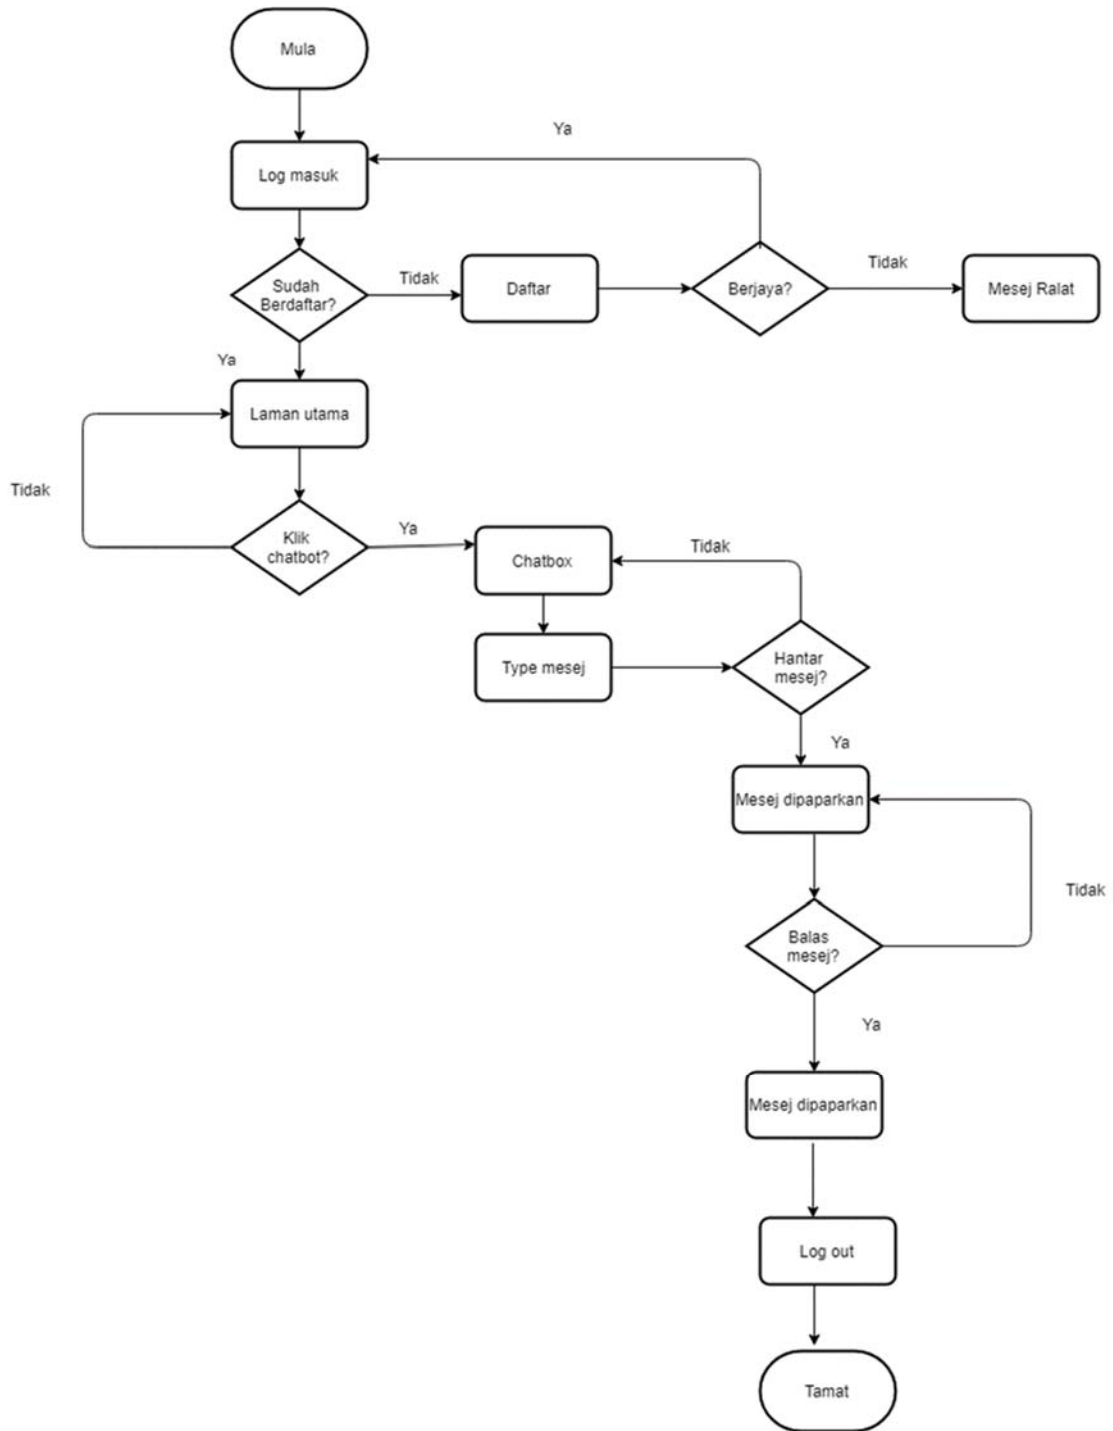 Mula
Ya
Log masuk
Sudah
Berdaftar?
Tidak
Daftar
Berjaya?
Tidak
Mesej Ralat
Ya
Laman utama
Tidak
Klik
chatbot?
Ya
Chatbox
Tidak
Type mesej
Hantar
mesej?
Ya
Mesej dipaparkan
Tidak
Balas
mesej?
Ya
Mesej dipaparkan
Log out
Tamat